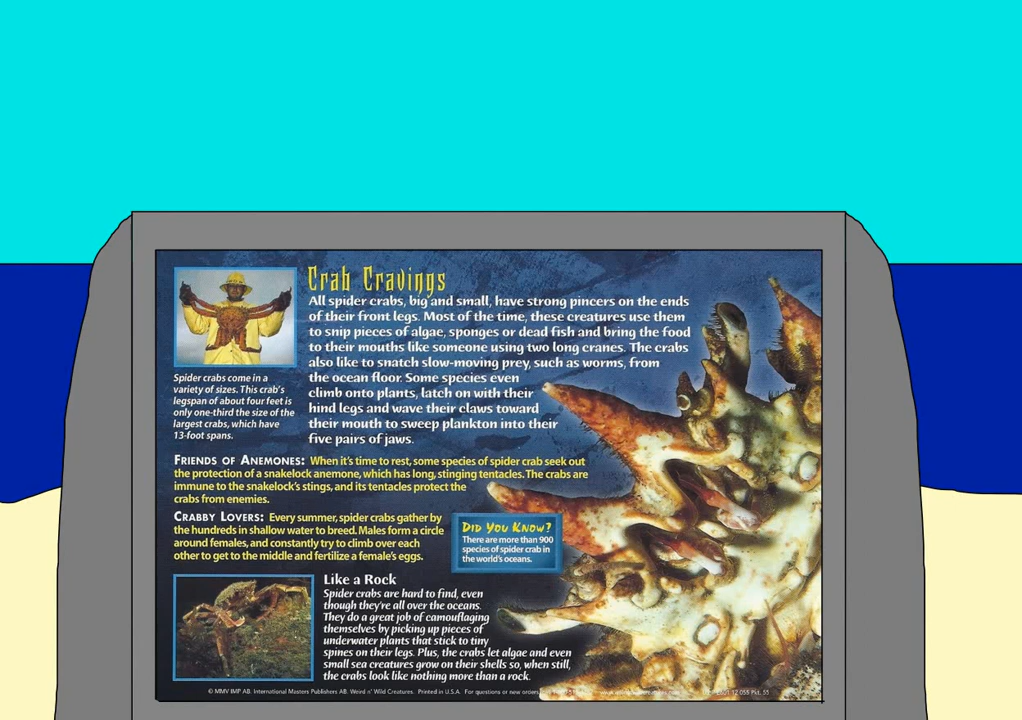 Crab Cravings
All spider crabs, big and small, have strong pincers on the ends
of their front legs. Most of the time, these creatures use them
to snip pieces of algae, sponges or dead fish and bring the food
to their mouths like someone using two long cranes. The crabs
also like to snatch slow-moving prey, such as worms, from
the ocean floor. Some species even
climb onto plants, latch on with their
hind legs and wave their claws toward
their mouth to sweep plankton into their
five pairs of jaws.
Spider crabs come in a
variety of sizes. This crab's
legspan of about four feet is
only one-third the size of the
largest crabs, which have
13-foot spans.
FRIENDS OF ANEMONES: When it's time to rest, some species of spider crab seek out
the protection of a snakelock anemone, which has long, stinging tentacles. The crabs are
immune to the snakelock's stings, and its tentacles protect the
crabs from enemies.
CRABBY LOVERS: Every summer, spider crabs gather by
the hundreds in shallow water to breed. Males form a circle
around females, and constantly try to climb over each
other to get to the middle and fertilize a female's eggs.
DID YOU KNOW?
There are more than 900
species of spider crab in
the world's oceans.
Like a Rock
Spider crabs are hard to find, even
though they're all over the oceans.
They do a great job of camouflaging
themselves by picking up pieces of
underwater plants that stick to tiny
spines on their legs. Plus, the crabs let algae and even
small sea creatures grow on their shells so, when still,
the crabs look like nothing more than a rock.
© MMV IMP AB. International Masters Publishers AB. Weird n' Wild Creatures. Printed in U.S.A. For questions or new orders